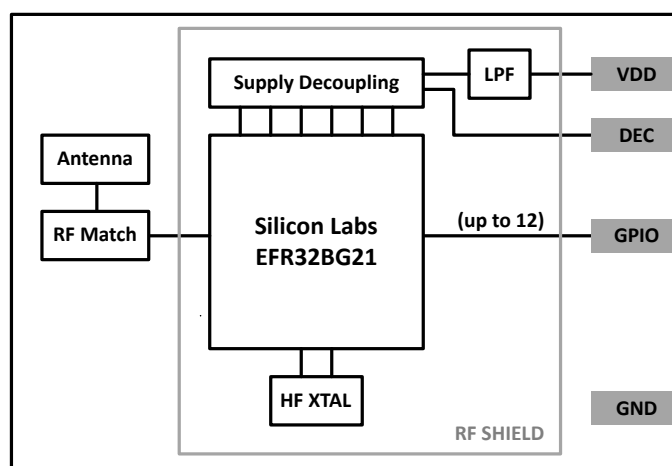 Supply Decoupling
LPF
VDD
DEC
Antenna
RF Match
Silicon Labs
EFR32BG21
(up to 12)
GPIO
HF XTAL
GND
RF SHIELD